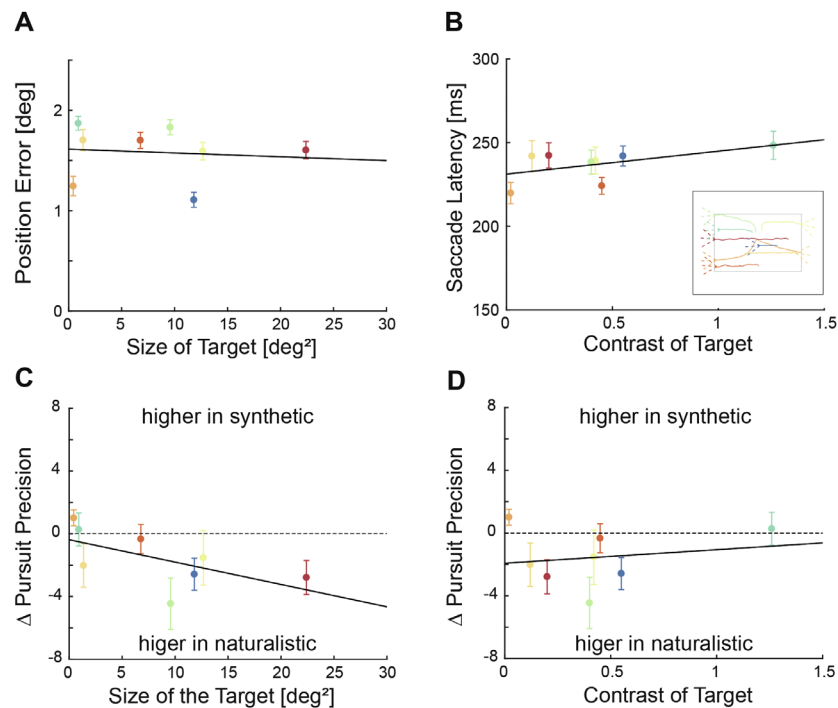 A
Position Error [deg]
2
1
0
0 5 10 15 20 25 30
Size of Target [deg²]
B
Saccade Latency [ms]
300
250
200
150
0 0.5 1 1.5
Contrast of Target
C
Δ Pursuit Precision
8
4
0
-4
-8
higher in synthetic
higer in naturalistic
0 5 10 15 20 25 30
Size of the Target [deg²]
D
Δ Pursuit Precision
8
4
0
-4
-8
higher in synthetic
higer in naturalistic
0 0.5 1 1.5
Contrast of Target